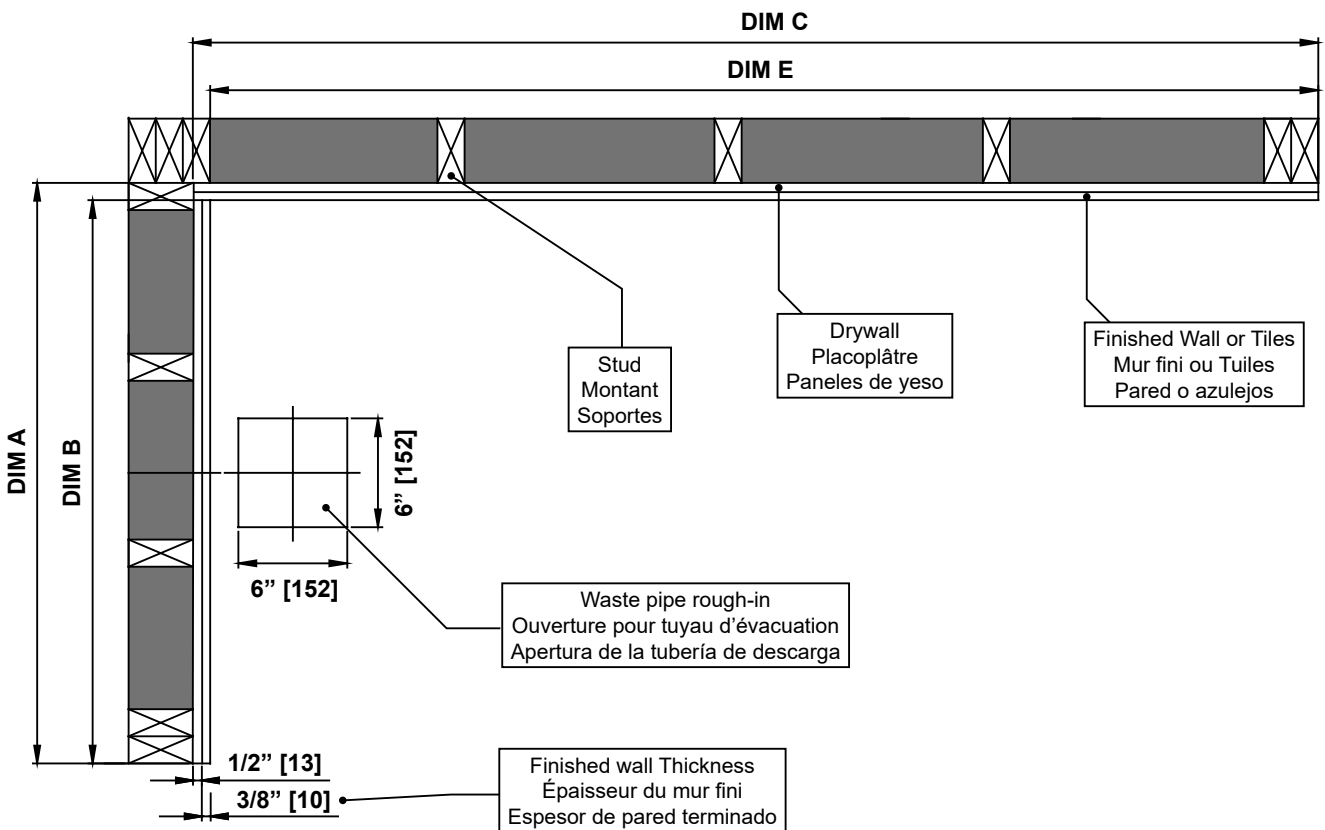 DIM C
DIM E
Stud
Montant
Soportes
Drywall
Placoplâtre
Paneles de yeso
Finished Wall or Tiles
Mur fini ou Tuiles
Pared o azulejos
DIM A
DIM B
6” [152]
6” [152]
Waste pipe rough-in
Ouverture pour tuyau d’évacuation
Apertura de la tubería de descarga
1/2” [13]
3/8” [10]
Finished wall Thickness
Épaisseur du mur fini
Espesor de pared terminado